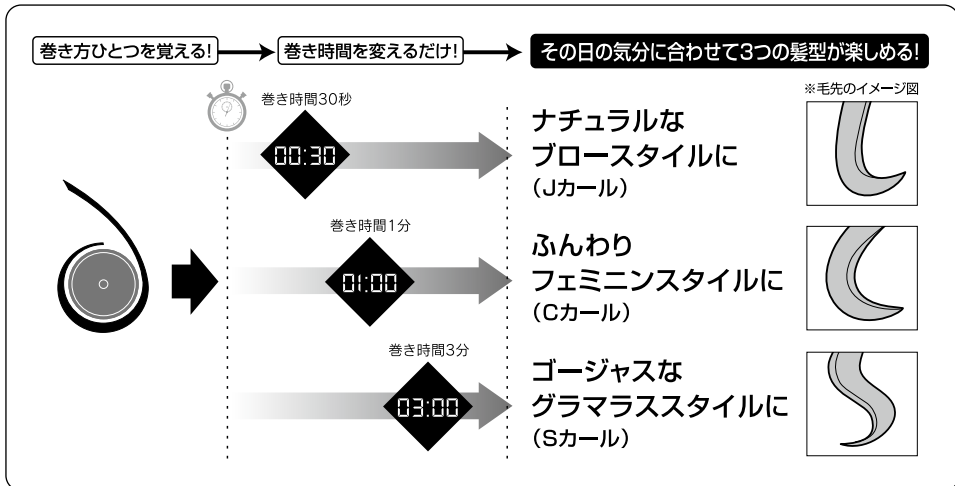 巻き方ひとつを覚える!
巻き時間を変えるだけ!
その日の気分に合わせて3つの髪型が楽しめる!
※毛先のイメージ図
巻き時間30秒
00:30
ナチュラルな
ブロースタイルに
(Jカール)
巻き時間1分
01:00
ふんわり
フェミニンスタイルに
(Cカール)
巻き時間3分
03:00
ゴージャスな
グラマラススタイルに
(Sカール)